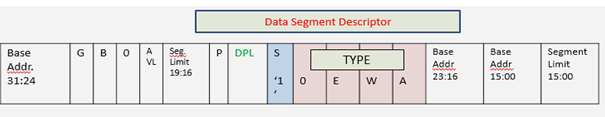 Data Segment Descriptor
Base Addr. 31:24
G
B
0
A VL
Seg. Limit 19:16
P
DPL
S ‘1’
TYPE
0
E
W
A
Base Addr 23:16
Base Addr 15:00
Segment Limit 15:00